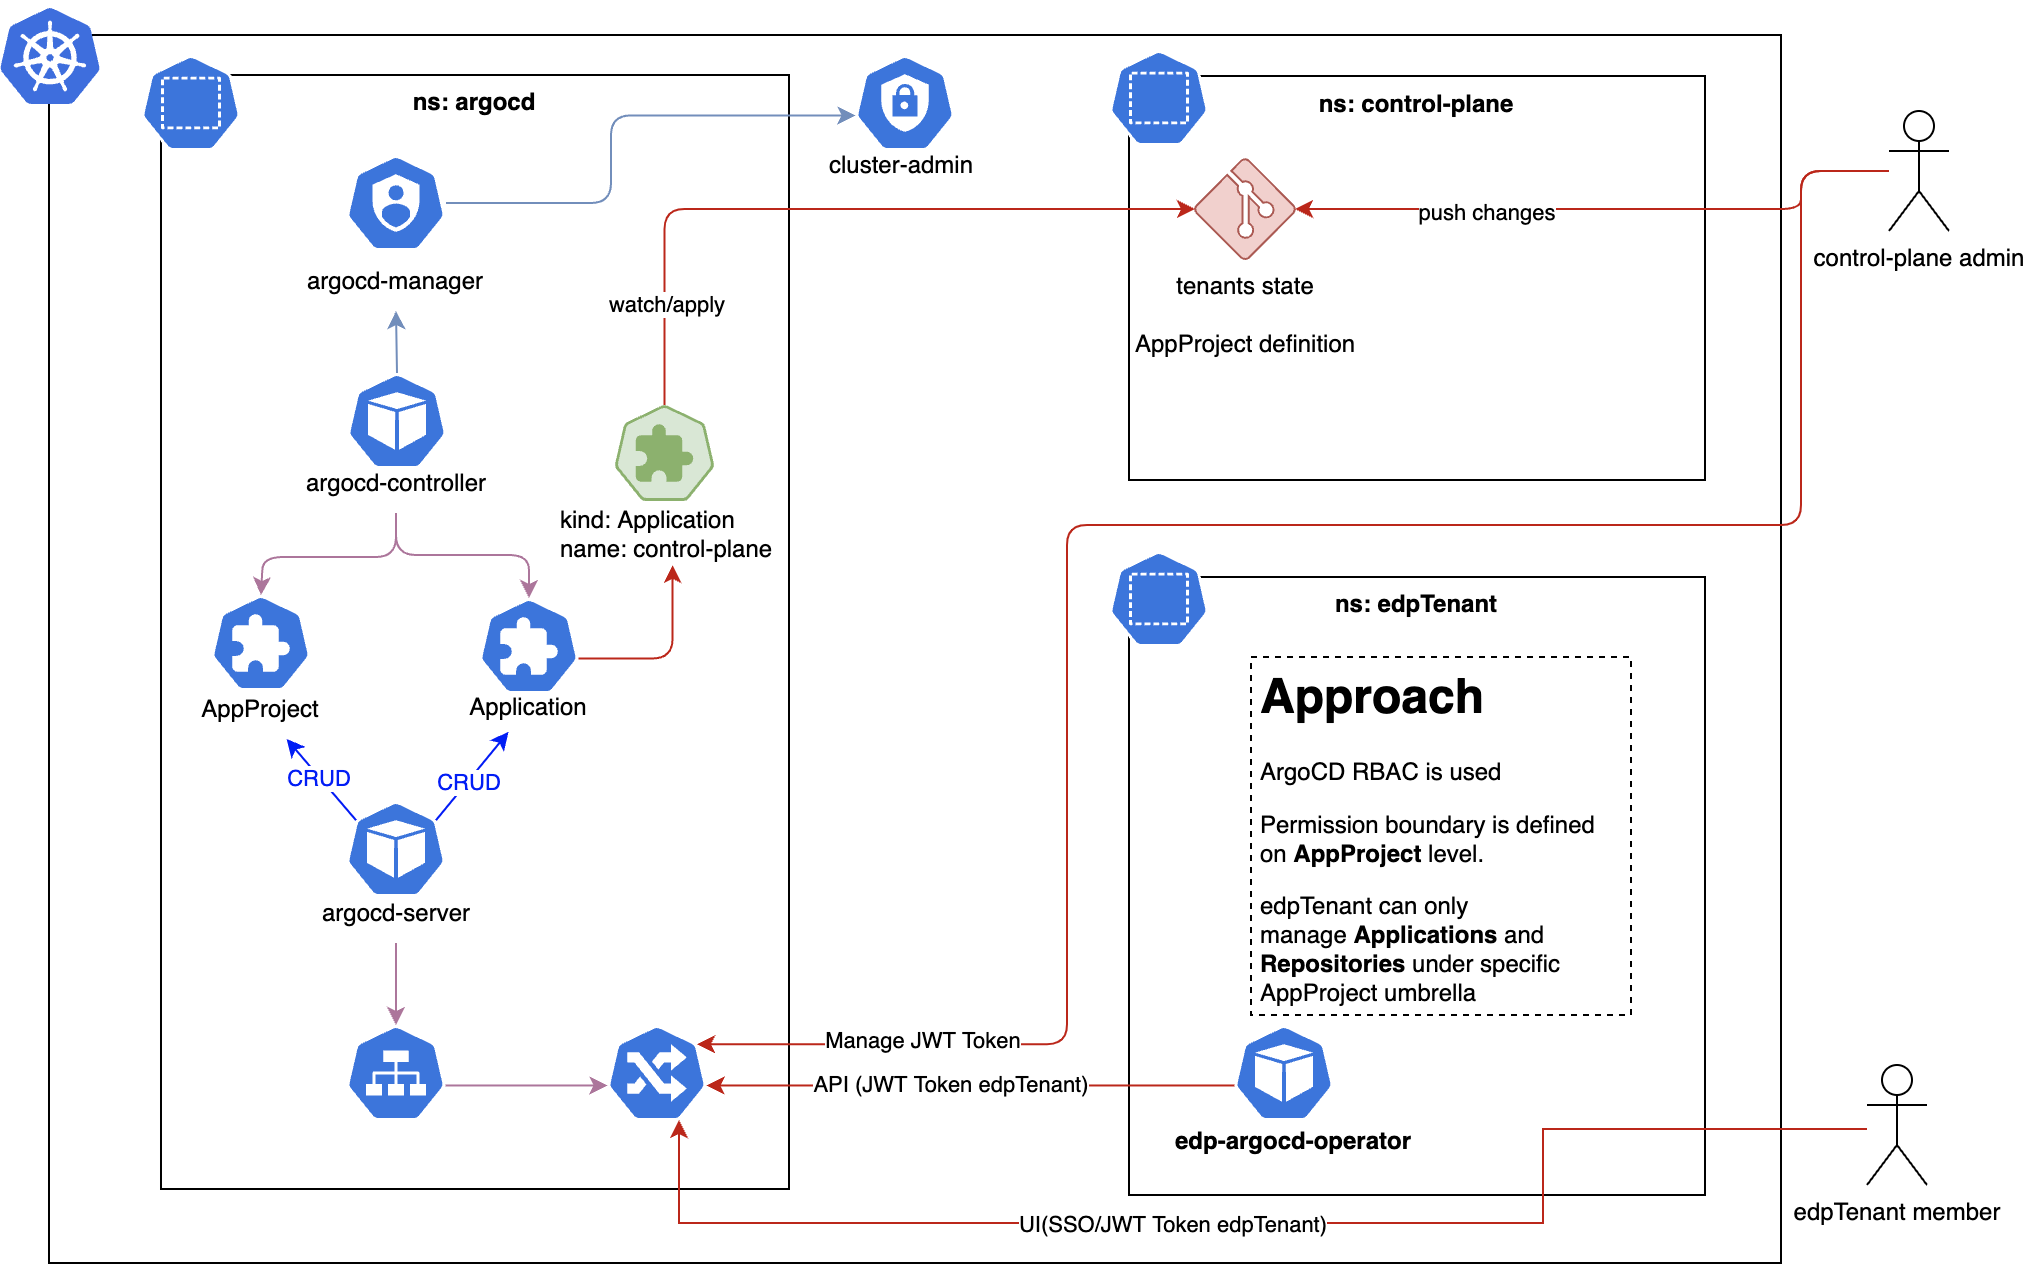 ns: argocd
cluster-admin
ns: control-plane
argocd-manager
push changes
control-plane admin
tenants state
watch/apply
AppProject definition
argocd-controller
kind: Application
name: control-plane
ns: edpTenant
AppProject
Application
Approach
CRUD
CRUD
ArgoCD RBAC is used
Permission boundary is defined
on AppProject level.
edpTenant can only
manage Applications and
Repositories under specific
AppProject umbrella
argocd-server
Manage JWT Token
API (JWT Token edpTenant)
edp-argocd-operator
UI(SSO/JWT Token edpTenant)
edpTenant member